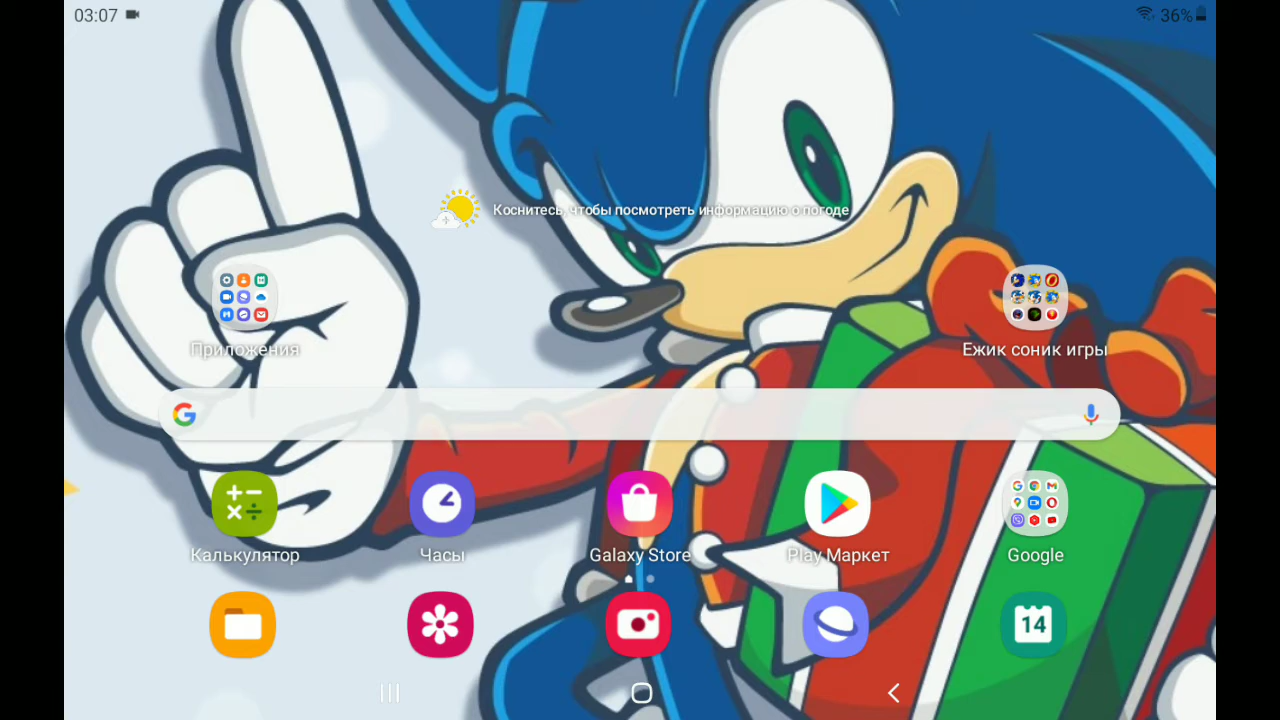 03:07
36%
Коснитесь, чтобы посмотреть информацию о погоде
Приложения
Ежик соник игры
Калькулятор
Часы
Galaxy Store
Play Маркет
Google
14